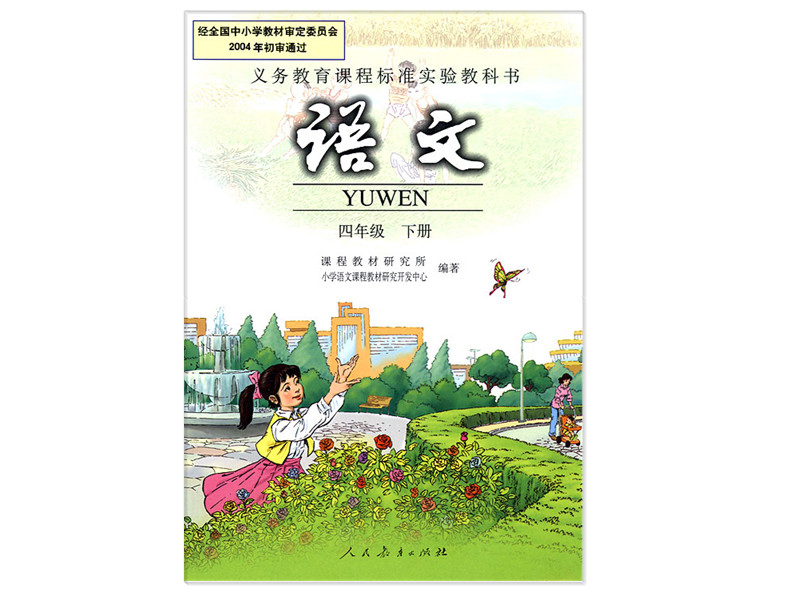 经全国中小学教材审定委员会
2004年初审通过
义务教育课程标准实验教科书
语文
YUWEN
四年级 下册
课程教材研究所
小学语文课程教材研究开发中心
编著
人民教育出版社